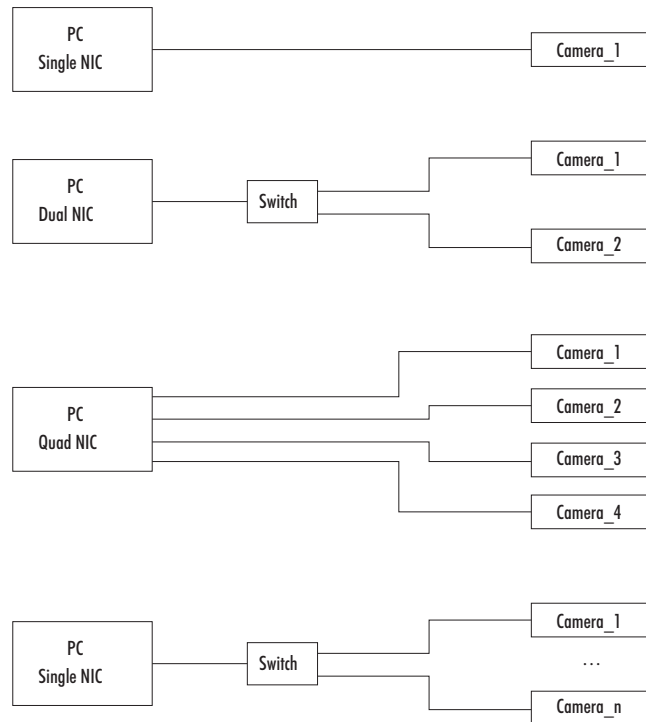 PC
Single NIC
Camera_1
PC
Dual NIC
Switch
Camera_1
Camera_2
PC
Quad NIC
Camera_1
Camera_2
Camera_3
Camera_4
PC
Single NIC
Switch
Camera_1
...
Camera_n